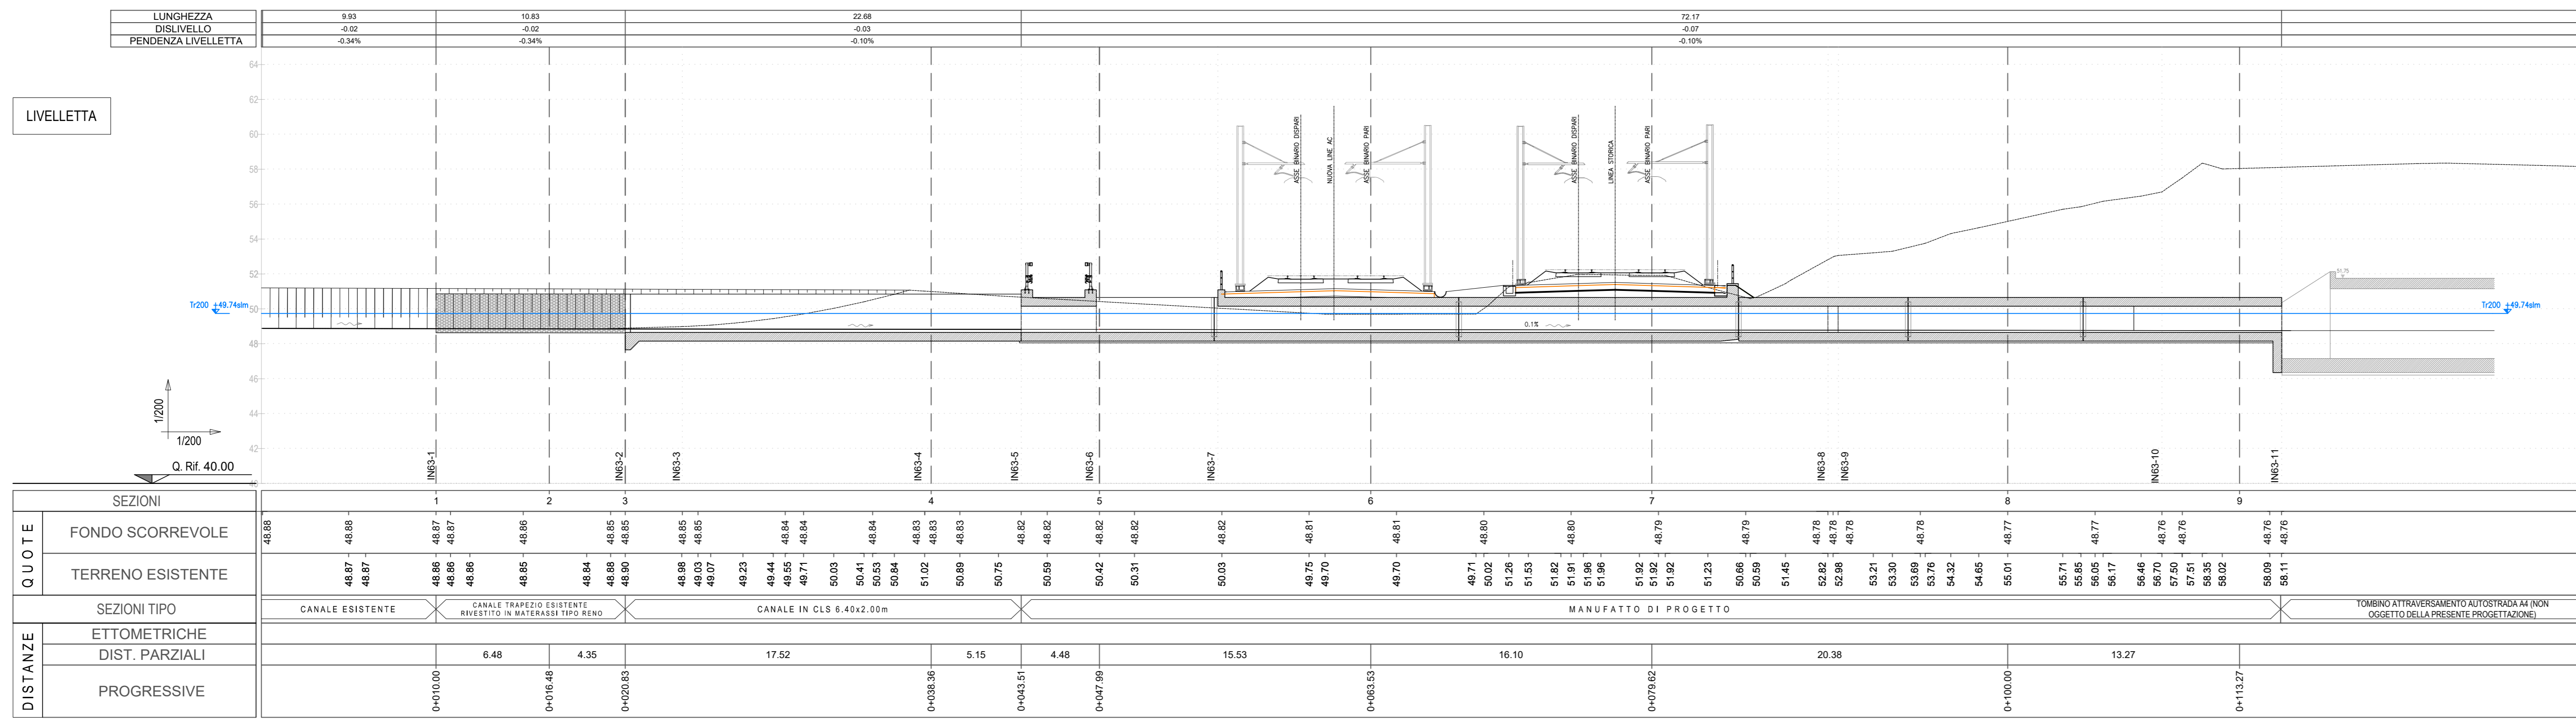 LUNGHEZZA 9.93 10.83 22.68 72.17
DISLIVELLO -0.02 -0.02 -0.03 -0.07
PENDENZA LIVELLETTA -0.34% -0.34% -0.10% -0.10%
LIVELLETTA
64
62
60
58
56
54
52
50
48
46
44
42
Tr200 +49.74slm
ASSE BINARIO DISPARI
NUOVA LINE AC
ASSE BINARIO PARI
ASSE BINARIO DISPARI
LINEA STORICA
ASSE BINARIO PARI
51.75
Tr200 +49.74slm
0.1%
1/200
1/200
Q. Rif. 40.00
IN63-1 IN63-2 IN63-3 IN63-4 IN63-5 IN63-6 IN63-7 IN63-8 IN63-9 IN63-10 IN63-11
SEZIONI 1 2 3 4 5 6 7 8 9
QUOTE
FONDO SCORREVOLE 48.88 48.88 48.87 48.87 48.86 48.85 48.85 48.85 48.85 48.84 48.84 48.84 48.83 48.83 48.83 48.82 48.82 48.82 48.82 48.82 48.81 48.81 48.80 48.80 48.79 48.79 48.78 48.78 48.78 48.78 48.77 48.77 48.76 48.76 48.76 48.76
TERRENO ESISTENTE 48.87 48.87 48.86 48.86 48.86 48.85 48.84 48.88 48.90 48.98 49.03 49.07 49.23 49.44 49.55 49.71 50.03 50.41 50.53 50.84 51.02 50.89 50.75 50.59 50.42 50.31 50.03 49.75 49.70 49.70 49.71 50.02 51.26 51.53 51.82 51.91 51.96 51.96 51.92 51.92 51.92 51.23 50.66 50.59 51.45 52.82 52.98 53.21 53.30 53.69 53.76 54.32 54.65 55.01 55.71 55.85 56.05 56.17 56.46 56.70 57.50 57.51 58.35 58.02 58.09 58.11
SEZIONI TIPO CANALE ESISTENTE
CANALE TRAPEZIO ESISTENTE
RIVESTITO IN MATERASSI TIPO RENO
CANALE IN CLS 6.40x2.00m
MANUFATTO DI PROGETTO
TOMBINO ATTRAVERSAMENTO AUTOSTRADA A4 (NON
OGGETTO DELLA PRESENTE PROGETTAZIONE)
DISTANZE
ETTOMETRICHE
DIST. PARZIALI 6.48 4.35 17.52 5.15 4.48 15.53 16.10 20.38 13.27
PROGRESSIVE 0+010.00 0+016.48 0+020.83 0+038.36 0+043.51 0+047.99 0+063.53 0+079.62 0+100.00 0+113.27